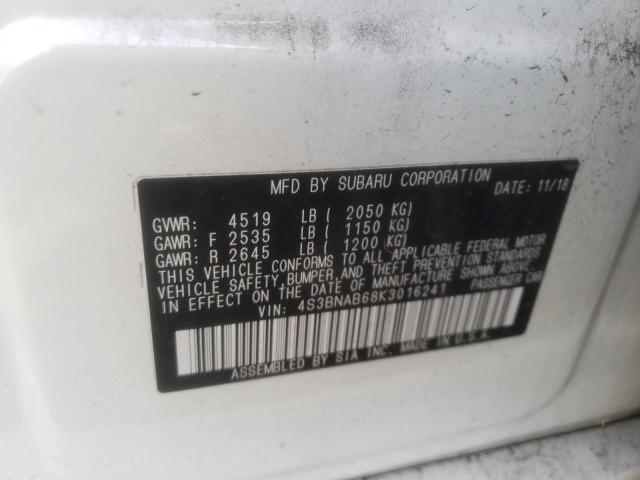 MFD BY SUBARU CORPORATION DATE: 11/18
GVWR: 4519 LB ( 2050 KG)
GAWR: F 2535 LB ( 1150 KG)
GAWR: R 2645 LB ( 1200 KG)
THIS VEHICLE CONFORMS TO ALL APPLICABLE FEDERAL MOTOR
VEHICLE SAFETY,BUMPER,AND THEFT PREVENTION STANDARDS
IN EFFECT ON THE DATE OF MANUFACTURE SHOWN ABOVE.
VIN: 4S3BNAB68K3016241 PASSENGER CAR
ASSEMBLED BY SIA INC. MADE IN U.S.A.